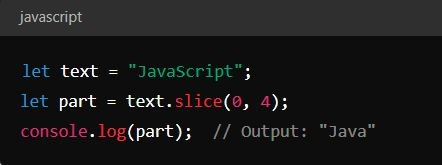 javascript
let text = "JavaScript";
let part = text.slice(0, 4);
console.log(part);  // Output: "Java"